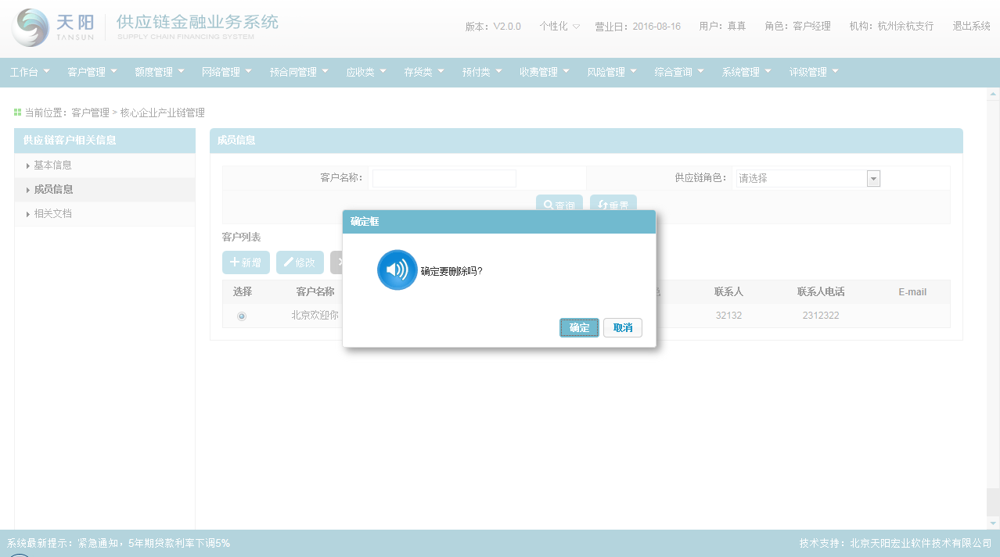 天阳 TANSUN 供应链金融业务系统 SUPPLY CHAIN FINANCING SYSTEM
版本：V2.0.0 个性化 营业日：2016-08-16 用户：真真 角色：客户经理 机构：杭州余杭支行 退出系统
工作台 客户管理 额度管理 网络管理 预合同管理 应收类 存货类 预付类 收费管理 风险管理 综合查询 系统管理 评级管理
当前位置：客户管理 > 核心企业产业链管理
供应链客户相关信息
基本信息
成员信息
相关文档
成员信息
客户名称： 供应链角色： 请选择
查询 重置
客户列表
新增 修改
选择 客户名称 联系人 联系人电话 E-mail
北京欢迎你 32132 2312322
确定框
确定要删除吗?
确定 取消
系统最新提示：紧急通知，5年期贷款利率下调5% 技术支持：北京天阳宏业软件技术有限公司